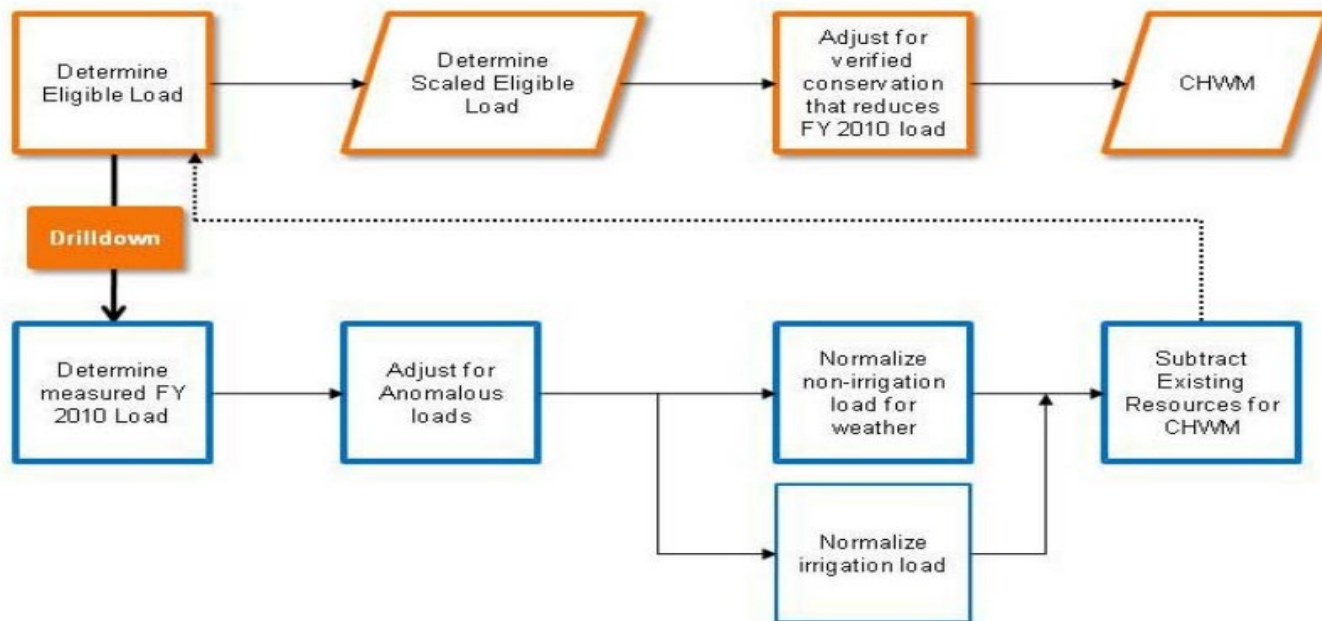 Determine
Eligible Load
Determine
Scaled Eligible
Load
Adjust for
verified
conservation
that reduces
FY 2010 load
CHWM
Drilldown
Determine
measured FY
2010 Load
Adjust for
Anomalous
loads
Normalize
non-irrigation
load for
weather
Subtract
Existing
Resources for
CHWM
Normalize
irrigation load